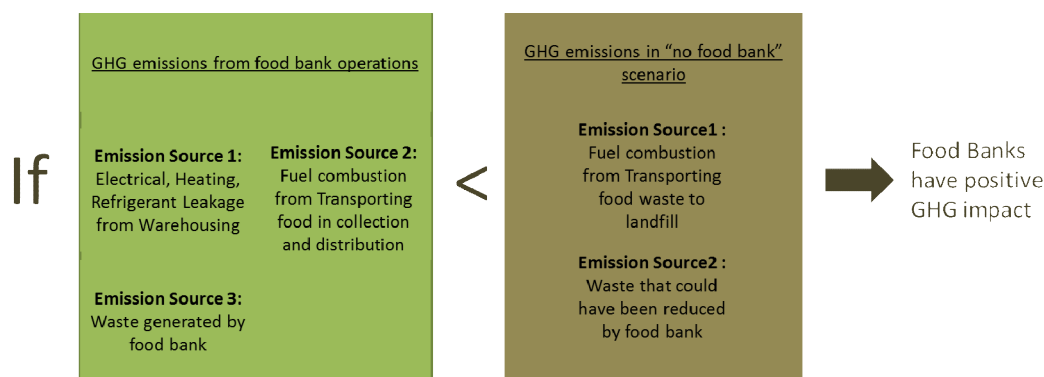 If
GHG emissions from food bank operations
Emission Source 1:
Electrical, Heating,
Refrigerant Leakage
from Warehousing
Emission Source 2:
Fuel combustion
from Transporting
food in collection
and distribution
Emission Source 3:
Waste generated by
food bank
<
GHG emissions in “no food bank”
scenario
Emission Source1 :
Fuel combustion
from Transporting
food waste to
landfill
Emission Source2 :
Waste that could
have been reduced
by food bank
Food Banks
have positive
GHG impact